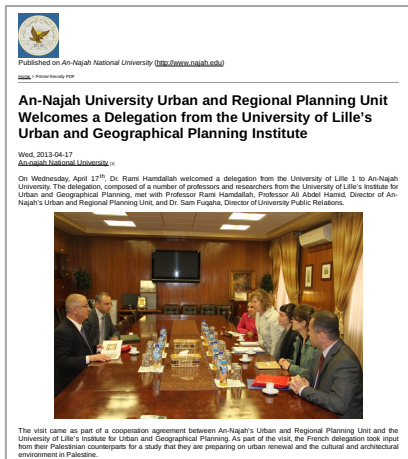 Published on An-Najah National University (http://www.najah.edu)
Home > Printer-friendly PDF
An-Najah University Urban and Regional Planning Unit
Welcomes a Delegation from the University of Lille's
Urban and Geographical Planning Institute
Wed, 2013-04-17
An-najah National University [1]
On Wednesday, April 17th, Dr. Rami Hamdallah welcomed a delegation from the University of Lille 1 to An-Najah
University. The delegation, composed of a number of professors and researchers from the University of Lille's Institute for
Urban and Geographical Planning, met with Professor Rami Hamdallah, Professor Ali Abdel Hamid, Director of An-
Najah's Urban and Regional Planning Unit, and Dr. Sam Fuqaha, Director of University Public Relations.
The visit came as part of a cooperation agreement between An-Najah's Urban and Regional Planning Unit and the
University of Lille's Institute for Urban and Geographical Planning. As part of the visit, the French delegation took input
from their Palestinian counterparts for a study that they are preparing on urban renewal and the cultural and architectural
environment in Palestine.